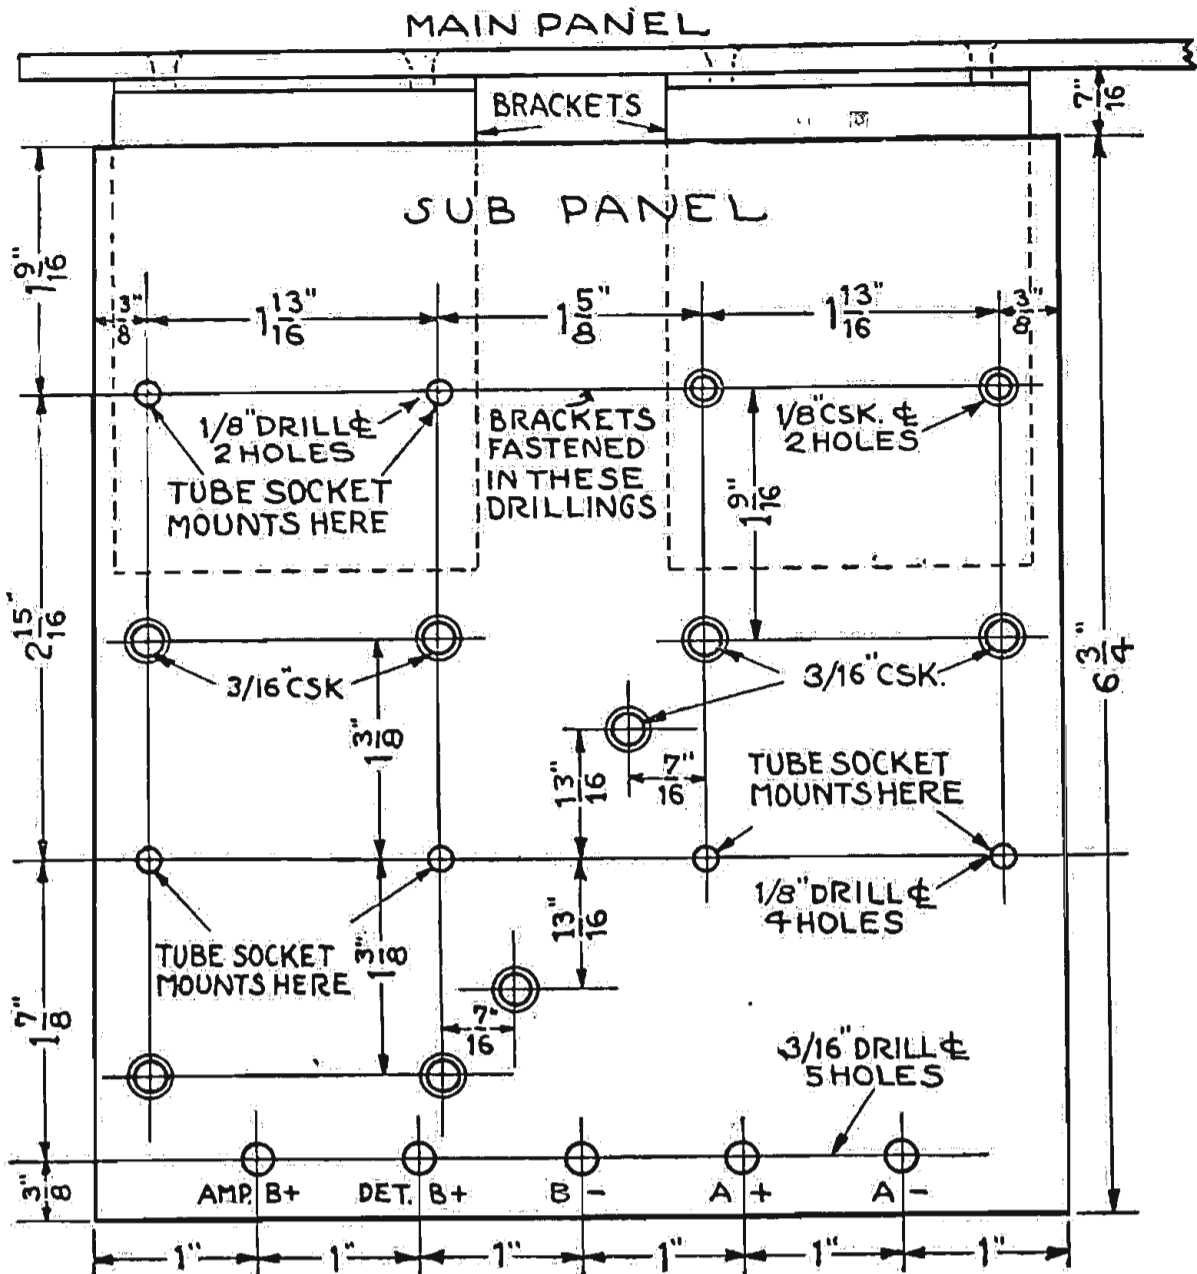 MAIN PANEL
BRACKETS
7/16"
SUB PANEL
1 9/16"
3/8"
1 13/16"
1 5/8"
1 13/16"
3/8"
1/8" DRILL ℄
2 HOLES
TUBE SOCKET
MOUNTS HERE
BRACKETS
FASTENED
IN THESE
DRILLINGS
1/8" CSK. ℄
2 HOLES
1 9/16"
2 15/16"
3/16" CSK
3/16" CSK.
6 3/4"
1 3/8"
13/16"
7/16"
TUBE SOCKET
MOUNTS HERE
1/8" DRILL ℄
4 HOLES
TUBE SOCKET
MOUNTS HERE
1 3/8"
13/16"
7/16"
1 7/8"
3/16" DRILL ℄
5 HOLES
3/8"
AMP. B+ DET. B+ B - A + A -
1" 1" 1" 1" 1" 1"